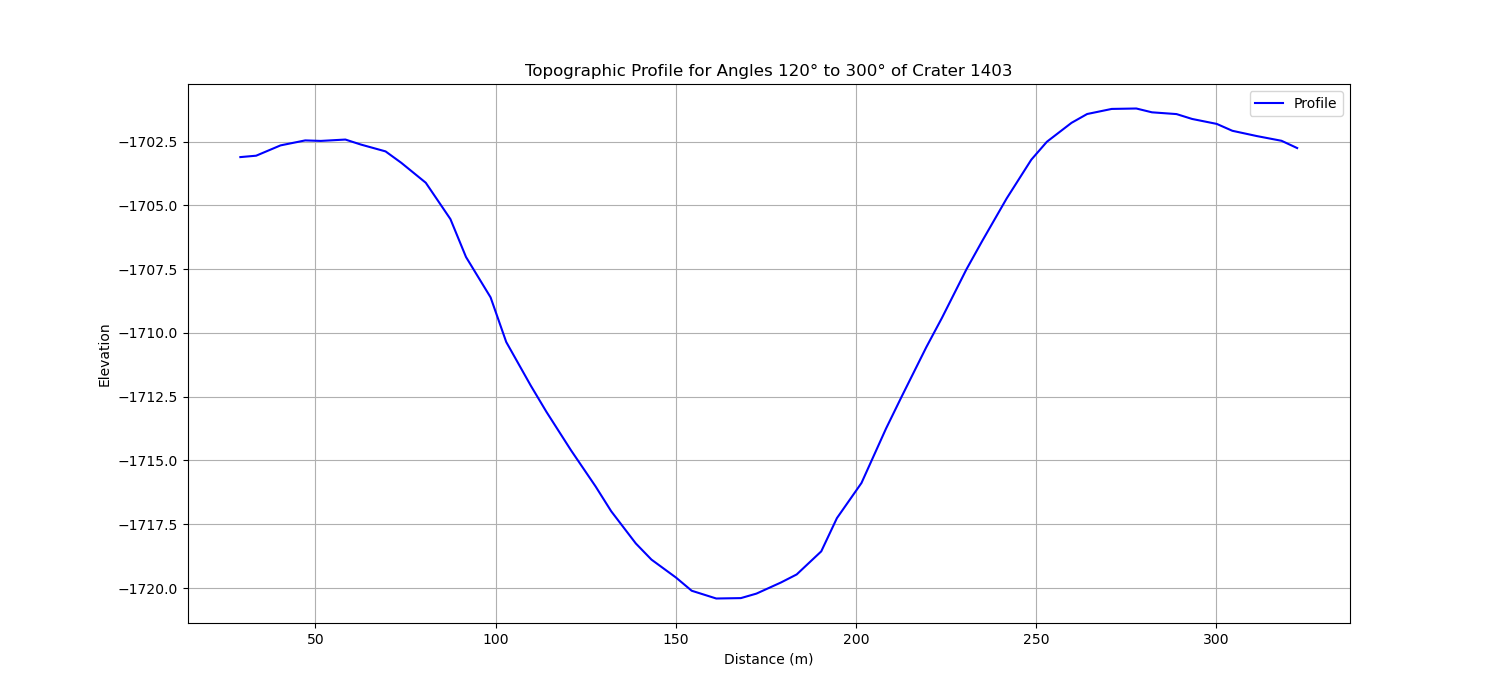 Topographic Profile for Angles 120° to 300° of Crater 1403
Profile
−1702.5
−1705.0
−1707.5
−1710.0
−1712.5
−1715.0
−1717.5
−1720.0
Elevation
50 100 150 200 250 300
Distance (m)